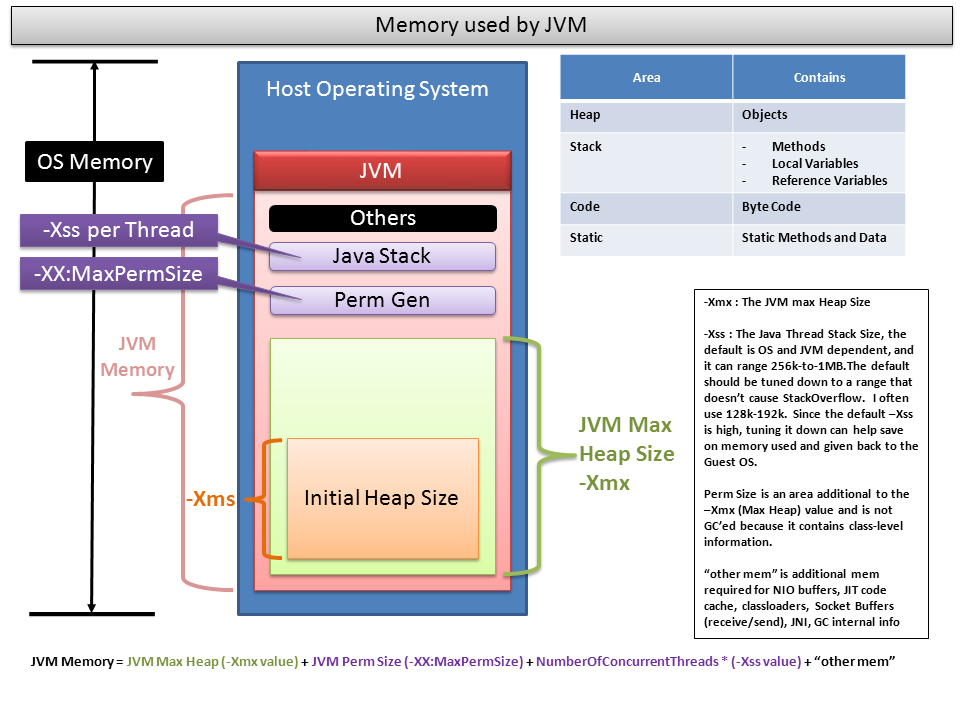 Memory used by JVM
Host Operating System
OS Memory
JVM
Others
-Xss per Thread
Java Stack
-XX:MaxPermSize
Perm Gen
JVM
Memory
JVM Max
Heap Size
-Xmx
-Xms
Initial Heap Size
Area Contains
Heap Objects
Stack - Methods
- Local Variables
- Reference Variables
Code Byte Code
Static Static Methods and Data
-Xmx : The JVM max Heap Size
-Xss : The Java Thread Stack Size, the
default is OS and JVM dependent, and
it can range 256k-to-1MB.The default
should be tuned down to a range that
doesn’t cause StackOverflow. I often
use 128k-192k. Since the default –Xss
is high, tuning it down can help save
on memory used and given back to the
Guest OS.
Perm Size is an area additional to the
–Xmx (Max Heap) value and is not
GC’ed because it contains class-level
information.
“other mem” is additional mem
required for NIO buffers, JIT code
cache, classloaders, Socket Buffers
(receive/send), JNI, GC internal info
JVM Memory = JVM Max Heap (-Xmx value) + JVM Perm Size (-XX:MaxPermSize) + NumberOfConcurrentThreads * (-Xss value) + “other mem”